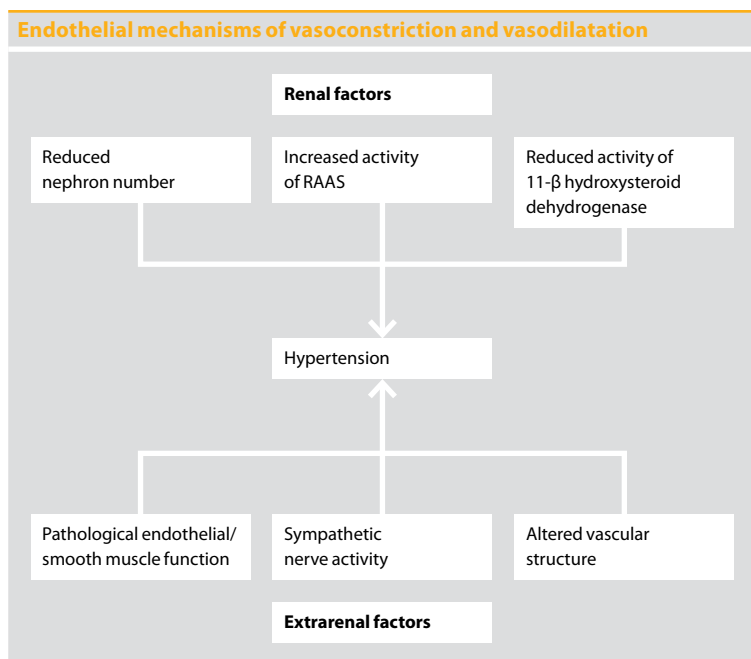 Endothelial mechanisms of vasoconstriction and vasodilatation
Renal factors
Reduced
nephron number
Increased activity
of RAAS
Reduced activity of
11-β hydroxysteroid
dehydrogenase
Hypertension
Pathological endothelial/
smooth muscle function
Sympathetic
nerve activity
Altered vascular
structure
Extrarenal factors